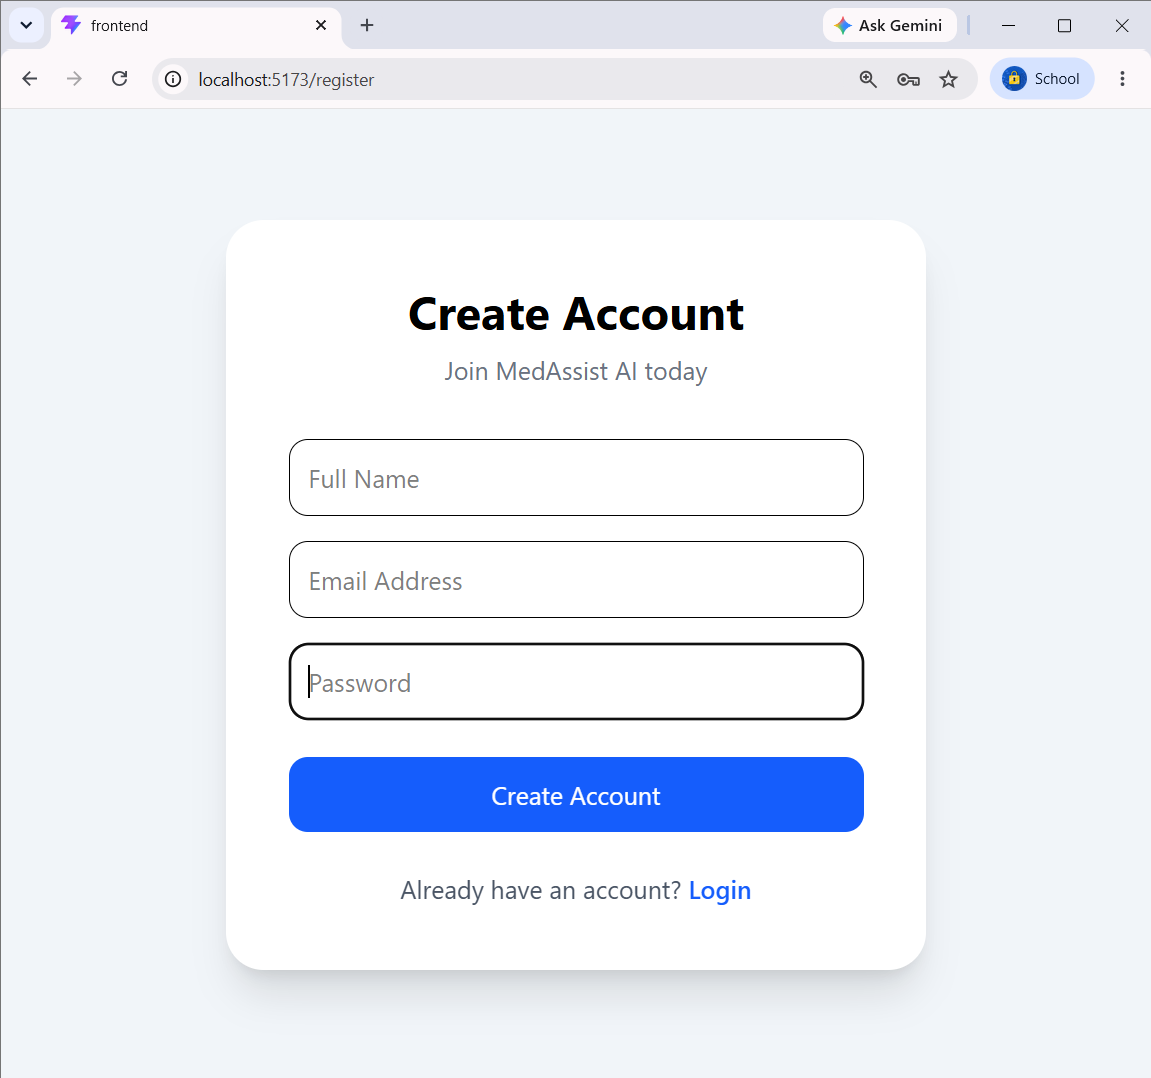 frontend
Ask Gemini
localhost:5173/register
School
Create Account
Join MedAssist AI today
Full Name
Email Address
Password
Create Account
Already have an account? Login